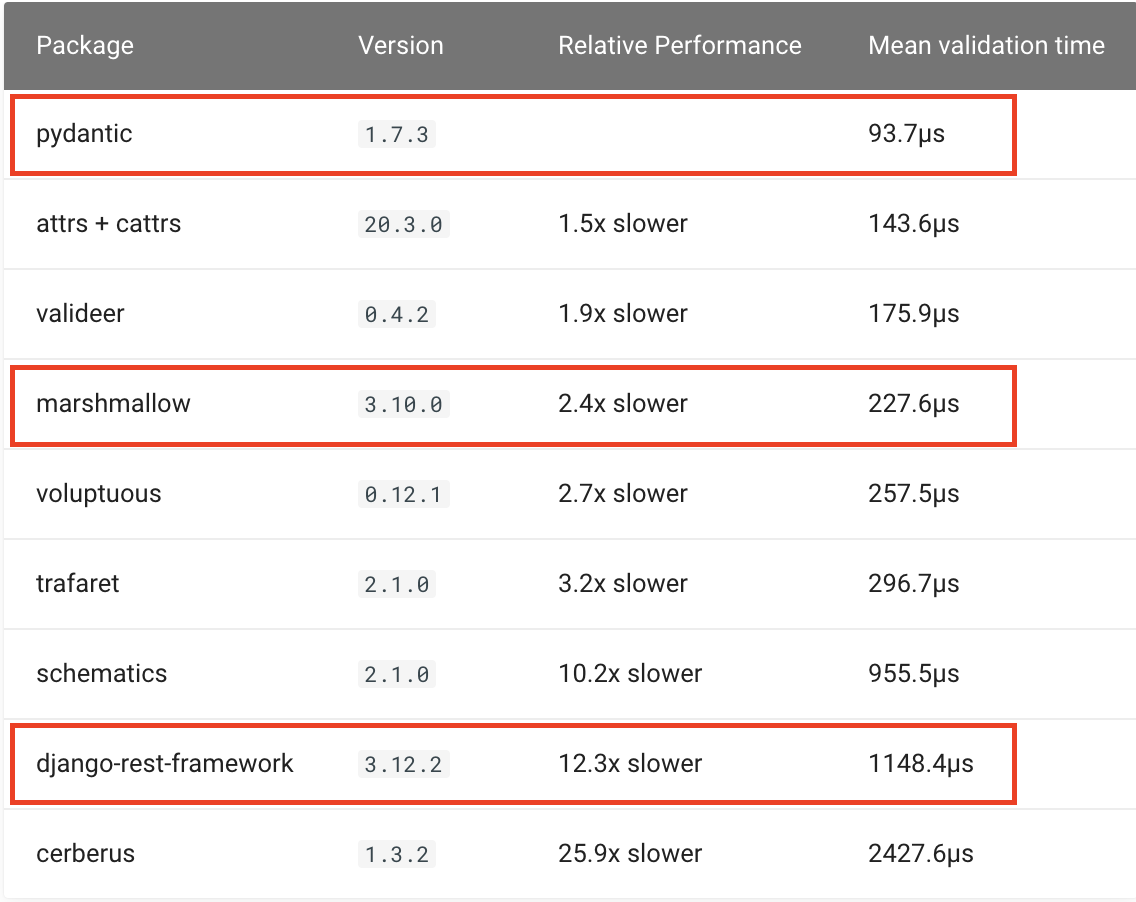 Package Version Relative Performance Mean validation time
pydantic 1.7.3 93.7µs
attrs + cattrs 20.3.0 1.5x slower 143.6µs
valideer 0.4.2 1.9x slower 175.9µs
marshmallow 3.10.0 2.4x slower 227.6µs
voluptuous 0.12.1 2.7x slower 257.5µs
trafaret 2.1.0 3.2x slower 296.7µs
schematics 2.1.0 10.2x slower 955.5µs
django-rest-framework 3.12.2 12.3x slower 1148.4µs
cerberus 1.3.2 25.9x slower 2427.6µs